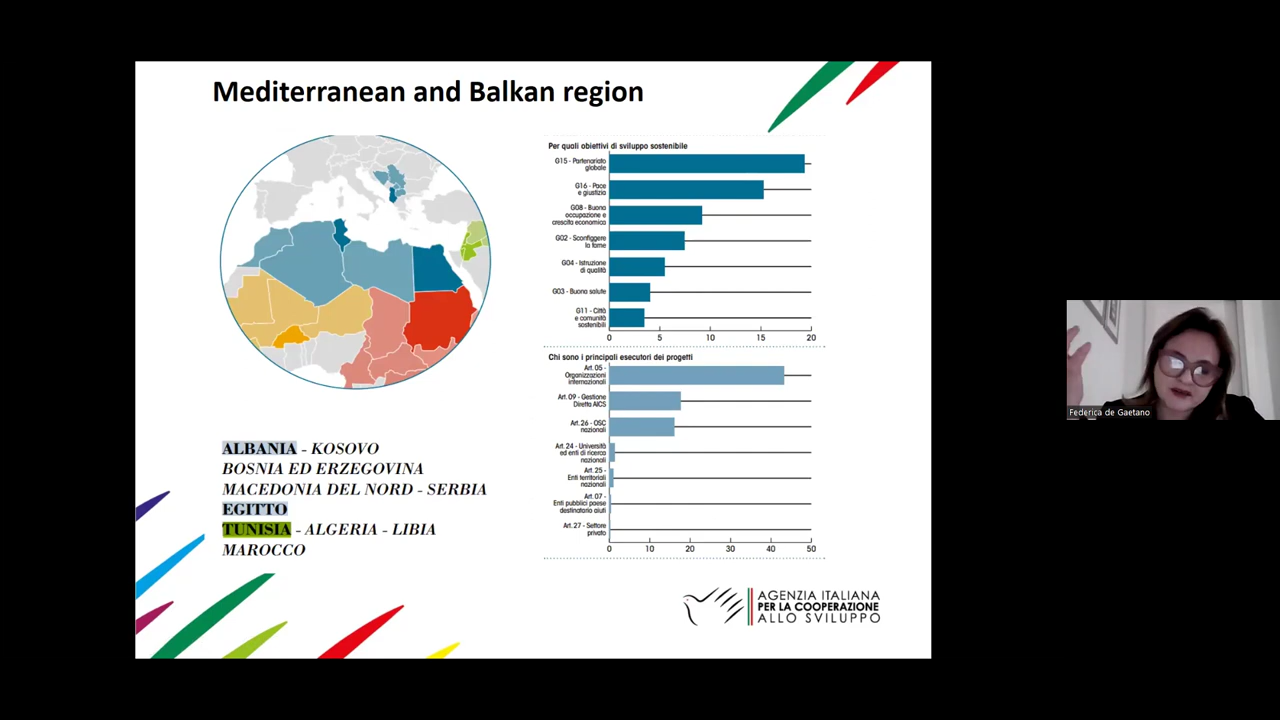 Mediterranean and Balkan region
Per quali obiettivi di sviluppo sostenibile
G15 - Partenariato
globale
G16 - Pace
e giustizia
G08 - Buona
occupazione e
crescita economica
G02 - Sconfiggere
la fame
G04 - Istruzione
di qualità
G03 - Buona salute
G11 - Città
e comunità
sostenibili
0 5 10 15 20
Chi sono i principali esecutori dei progetti
Art. 05 -
Organizzazioni
internazionali
Art. 09 - Gestione
Diretta AICS
Art. 26 - OSC
nazionali
Art. 24 - Università
ed enti di ricerca
nazionali
Art. 25 -
Enti territoriali
nazionali
Art. 07 -
Enti pubblici paese
destinatario aiuti
Art. 27 - Settore
privato
0 10 20 30 40 50
ALBANIA - KOSOVO
BOSNIA ED ERZEGOVINA
MACEDONIA DEL NORD - SERBIA
EGITTO
TUNISIA - ALGERIA - LIBIA
MAROCCO
AGENZIA ITALIANA
PER LA COOPERAZIONE
ALLO SVILUPPO
Federica de Gaetano